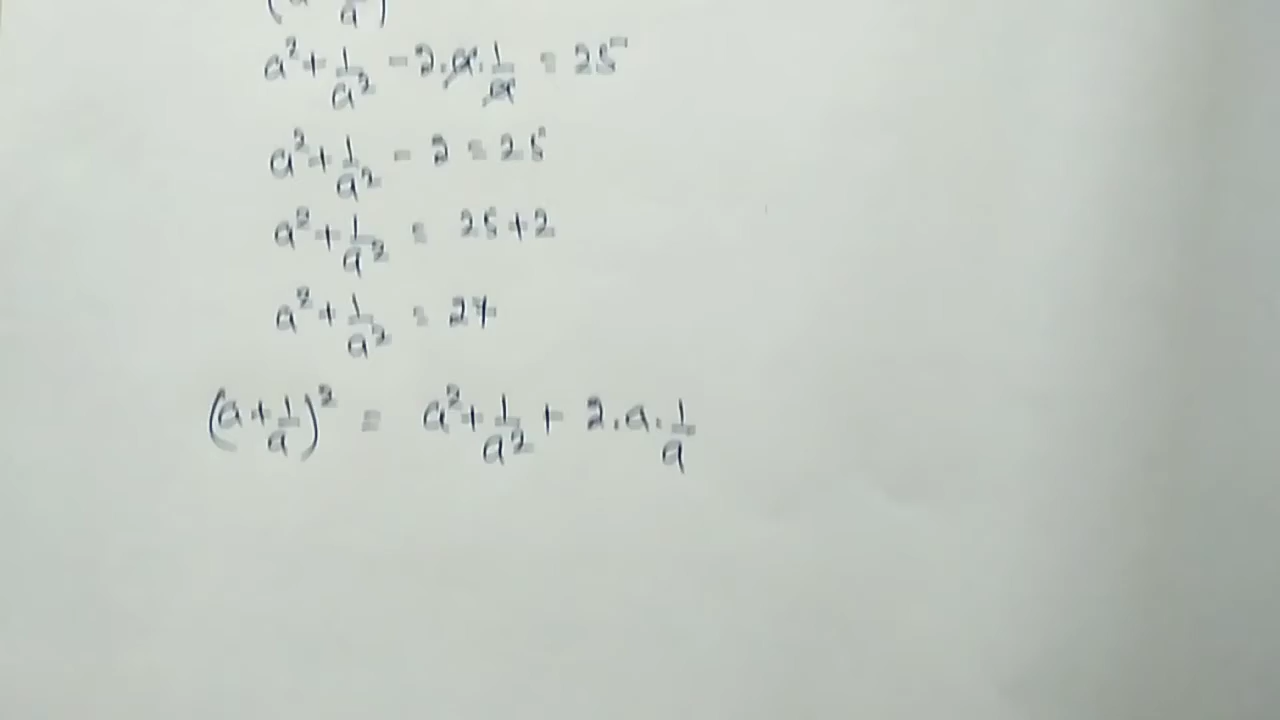 a² + 1/a² - 2.a.1/a = 25
a² + 1/a² - 2 = 25
a² + 1/a² = 25+2
a² + 1/a² = 27
(a + 1/a)² = a² + 1/a² + 2.a.1/a